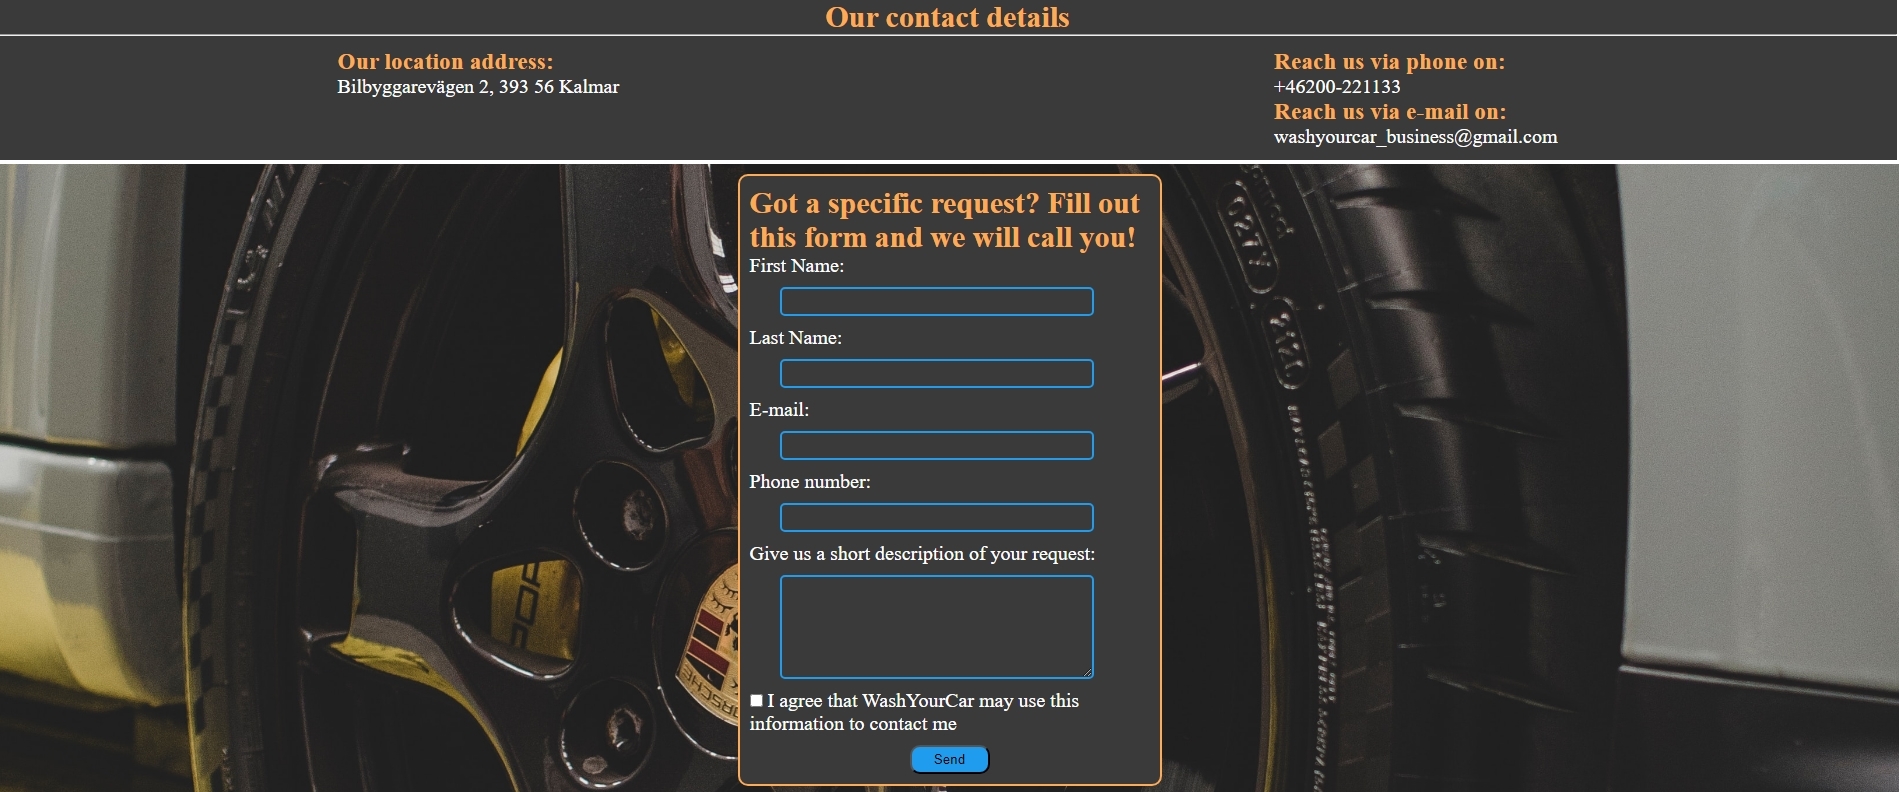 Our contact details
Our location address:
Bilbyggarevägen 2, 393 56 Kalmar
Reach us via phone on:
+46200-221133
Reach us via e-mail on:
washyourcar_business@gmail.com
Got a specific request? Fill out
this form and we will call you!
First Name:
Last Name:
E-mail:
Phone number:
Give us a short description of your request:
I agree that WashYourCar may use this
information to contact me
Send